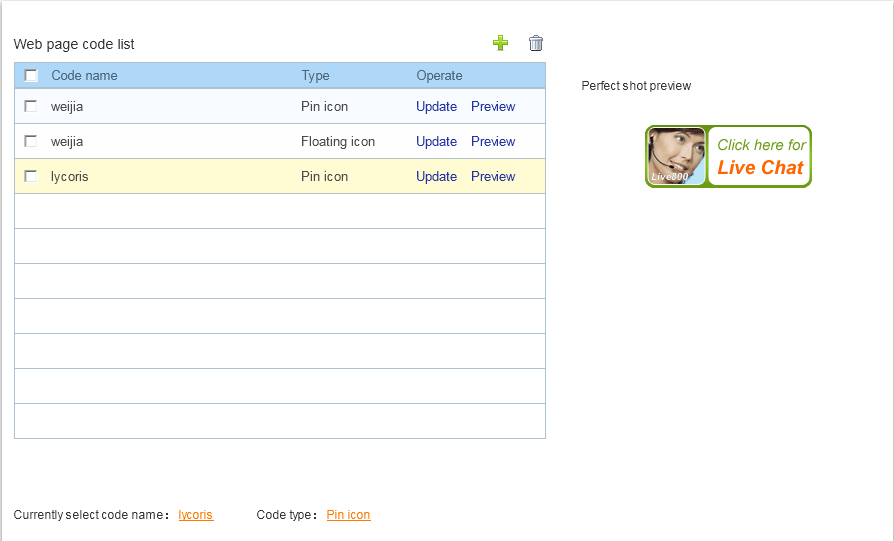 Web page code list
Code name Type Operate
weijia Pin icon Update Preview
weijia Floating icon Update Preview
lycoris Pin icon Update Preview
Perfect shot preview
Click here for
Live Chat
Live800
Currently select code name： lycoris Code type： Pin icon